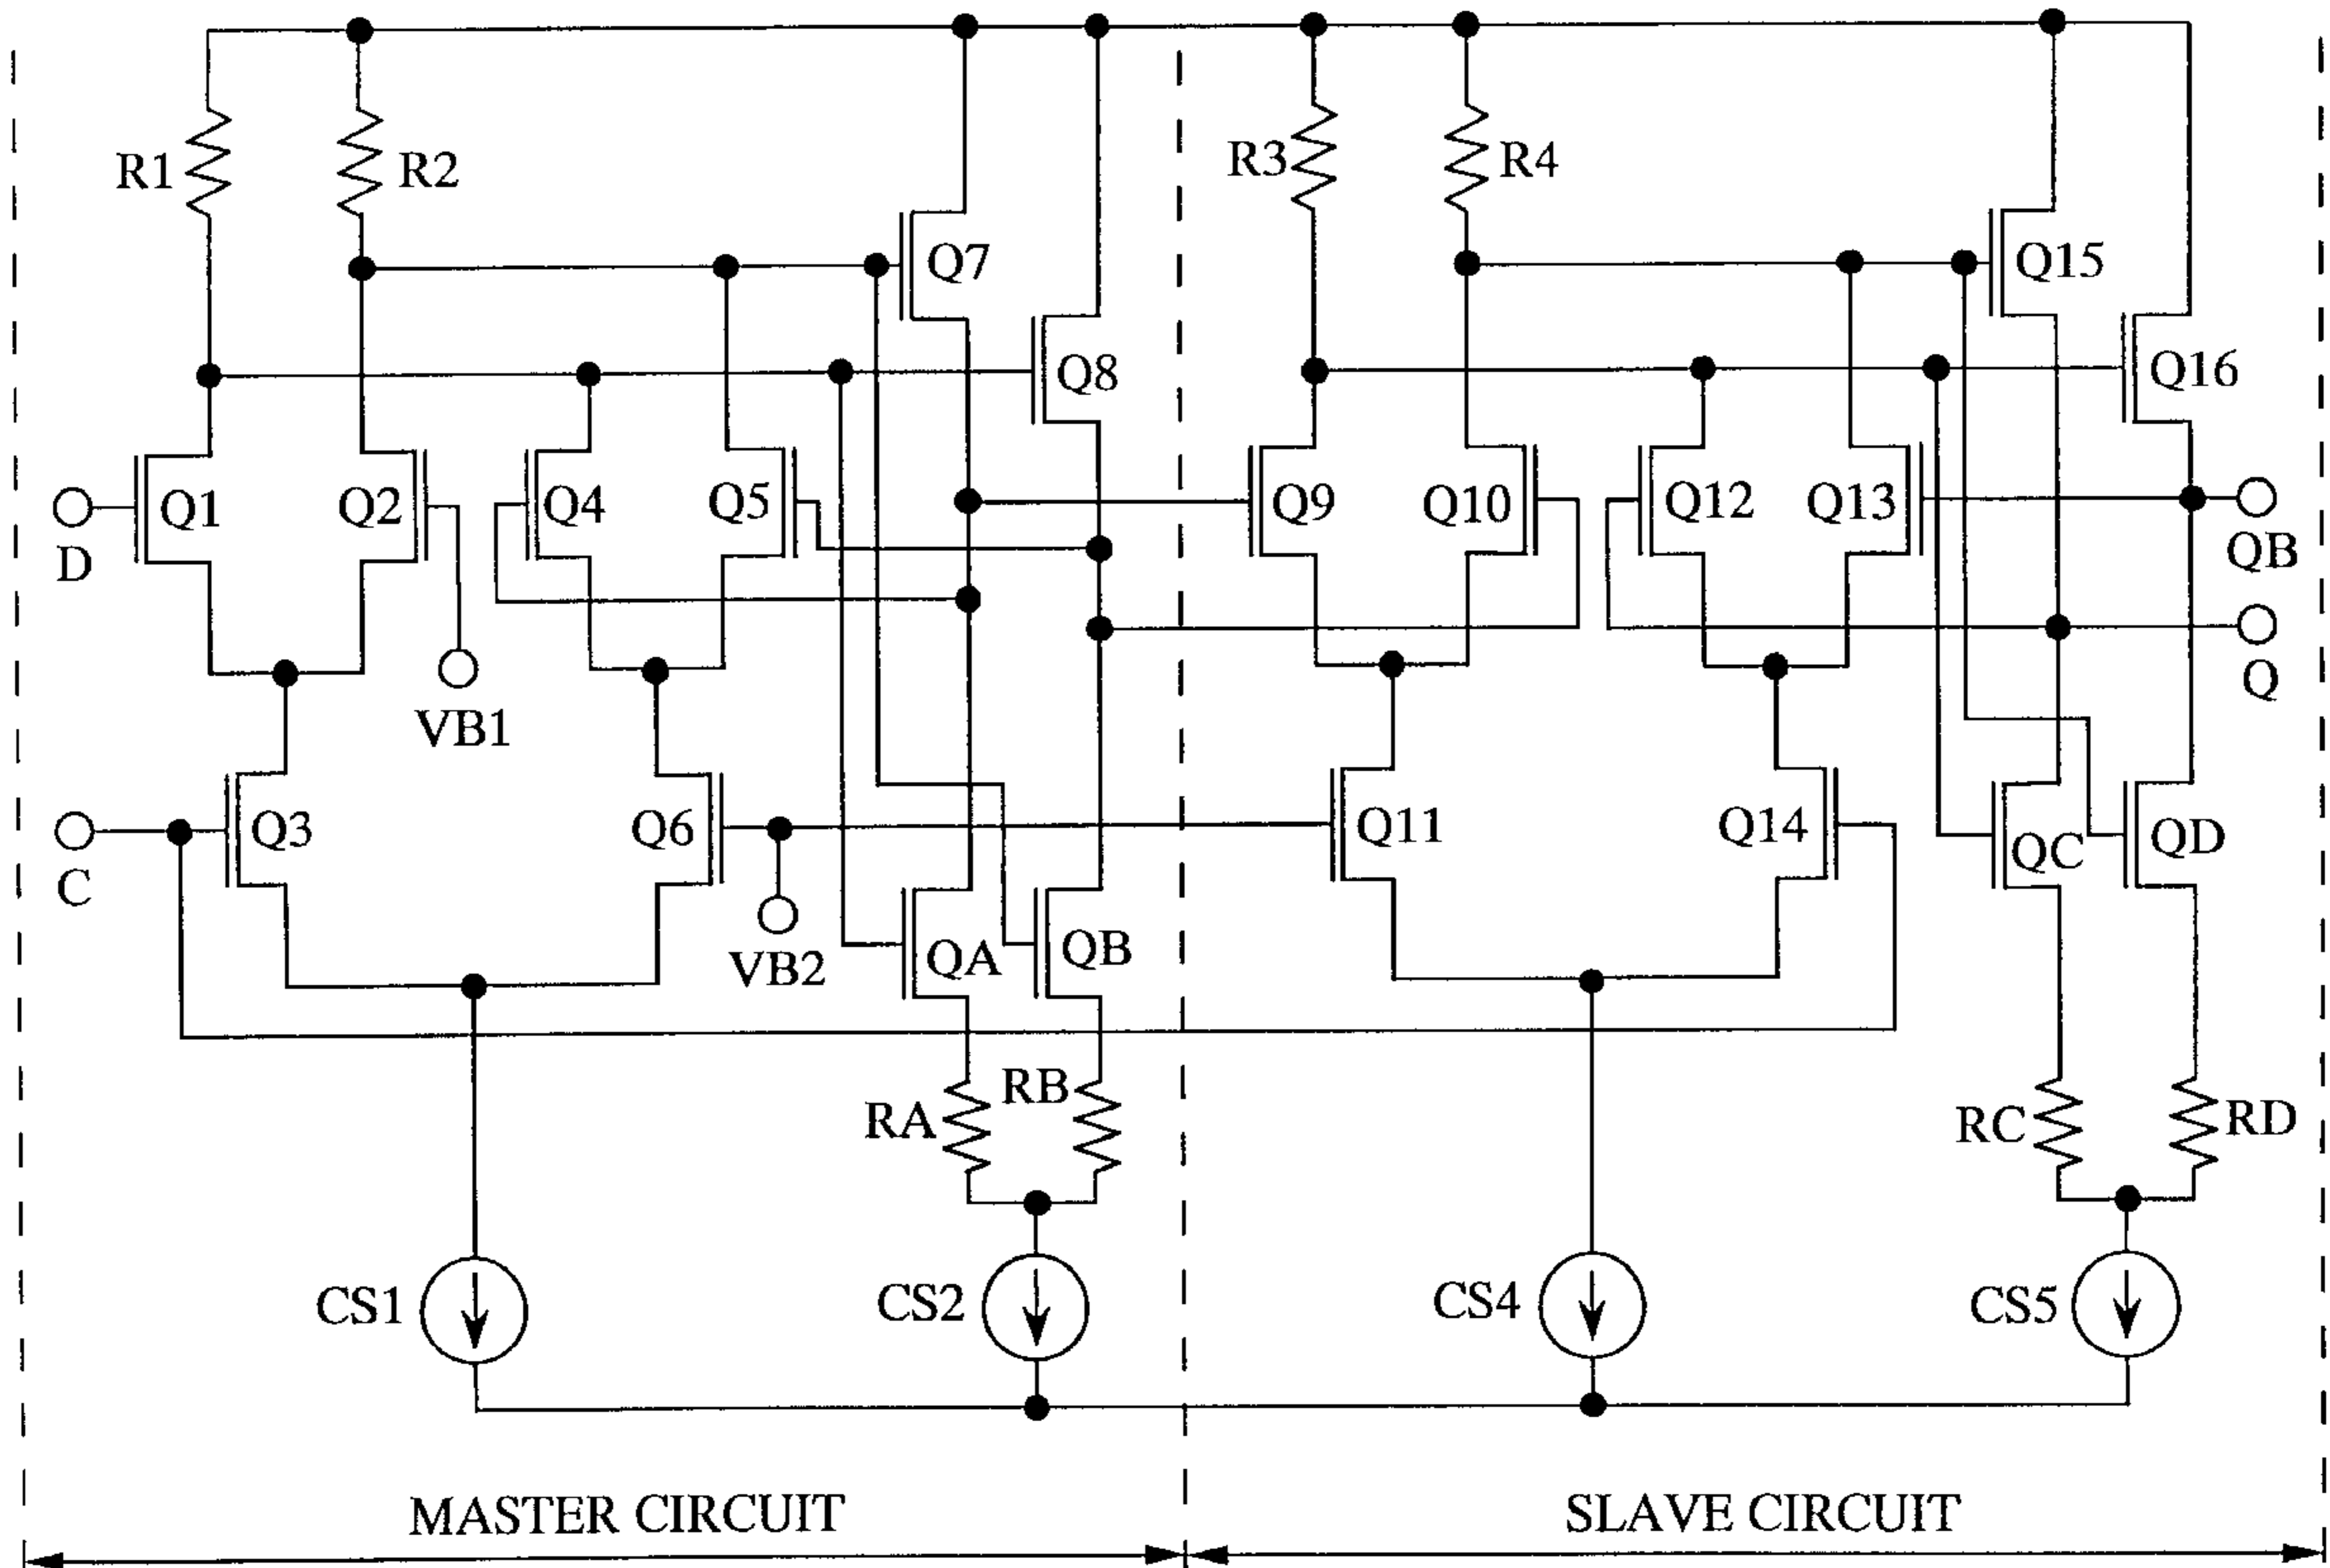 R1
R2
R3
R4
Q7
Q15
Q8
Q16
Q1
Q2
Q4
Q5
Q9
Q10
Q12
Q13
D
QB
Q
VB1
Q3
Q6
Q11
Q14
QC
QD
C
VB2
QA
QB
RA
RB
RC
RD
CS1
CS2
CS4
CS5
MASTER CIRCUIT
SLAVE CIRCUIT